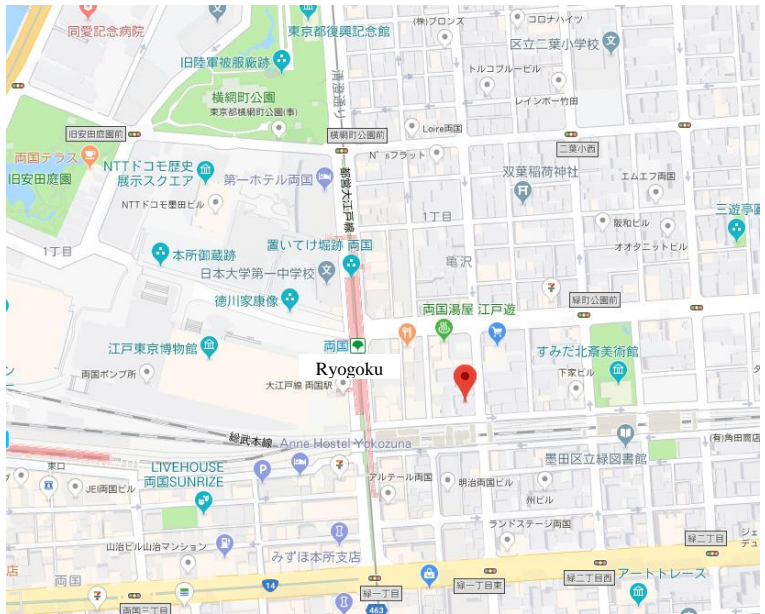 同愛記念病院
東京都復興記念館
(株)ブロンズ
コロナハイツ
区立二葉小学校
旧陸軍被服廠跡
清澄通り
トルコブルービル
横網町公園
東京都横網町公園(事)
レインボー竹田
旧安田庭園前
横網町公園前
Loire両国
二葉小西
両国テラス
旧安田庭園
NTTドコモ歴史
展示スクエア
第一ホテル両国
都営大江戸線
N'sフラット
双葉稲荷神社
エムエフ両国
NTTドコモ墨田ビル
1丁目
阪和ビル
三遊亭圓
オオタニットビル
1丁目
本所御蔵跡
置いてけ堀跡 両国
亀沢
日本大学第一中学校
徳川家康像
緑町公園前
両国湯屋 江戸遊
江戸東京博物館
両国
すみだ北斎美術館
両国ポンプ所
Ryogoku
大江戸線 両国駅
下家ビル
総武本線
Anne Hostel Yokozuna
(有)角田商店
墨田区立緑図書館
東口
LIVEHOUSE
両国SUNRIZE
JEI両国ビル
アルテール両国
明治両国ビル
州ビル
ランドステージ両国
山治ビル山治マンション
みずほ本所支店
緑二丁目
ジェ
デュ
店
両国
14
緑一丁目
緑一丁目東
緑二丁目西
アートトレース
両国三丁目
463